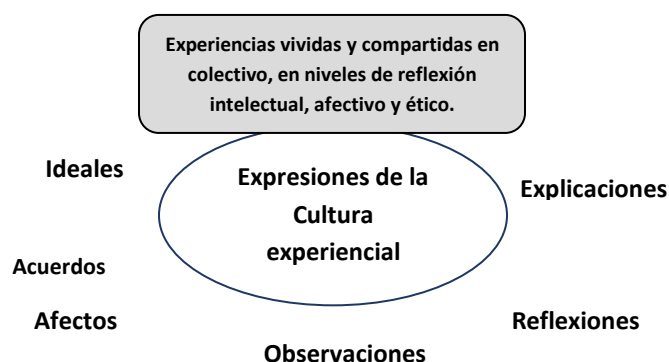 Experiencias vividas y compartidas en
colectivo, en niveles de reflexión
intelectual, afectivo y ético.
Ideales
Expresiones de la
Cultura
experiencial
Explicaciones
Acuerdos
Afectos
Reflexiones
Observaciones